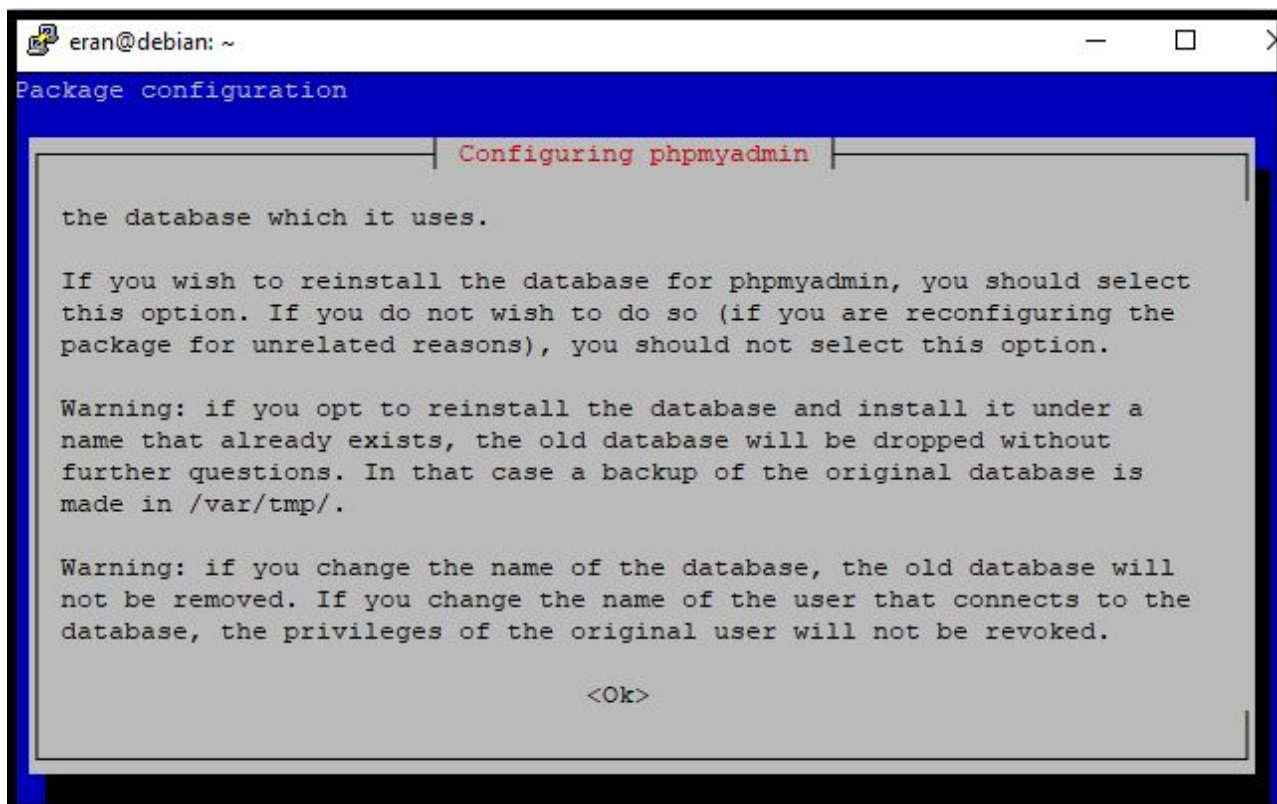 eran@debian: ~
Package configuration
Configuring phpmyadmin
the database which it uses.
If you wish to reinstall the database for phpmyadmin, you should select
this option. If you do not wish to do so (if you are reconfiguring the
package for unrelated reasons), you should not select this option.
Warning: if you opt to reinstall the database and install it under a
name that already exists, the old database will be dropped without
further questions. In that case a backup of the original database is
made in /var/tmp/.
Warning: if you change the name of the database, the old database will
not be removed. If you change the name of the user that connects to the
database, the privileges of the original user will not be revoked.
<Ok>